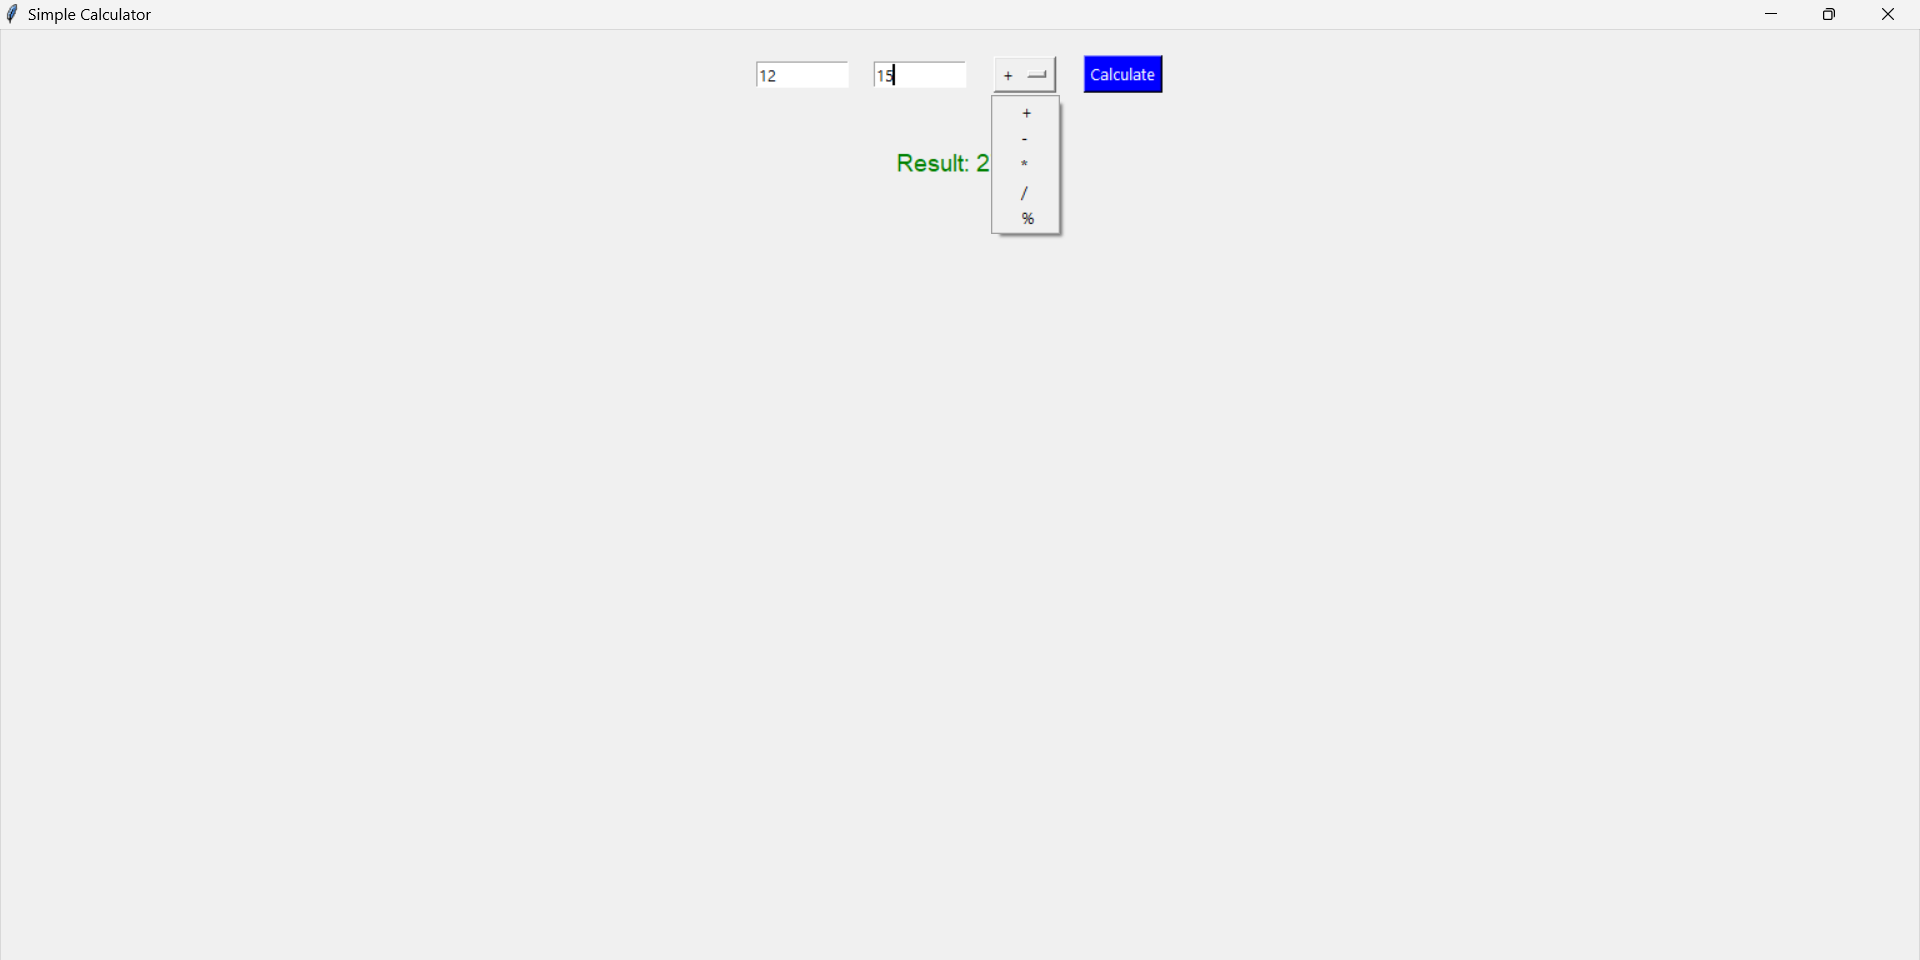 Simple Calculator
12 15 + Calculate
+
-
Result: 2 *
/
%